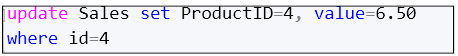 update Sales set ProductID=4, value=6.50
where id=4